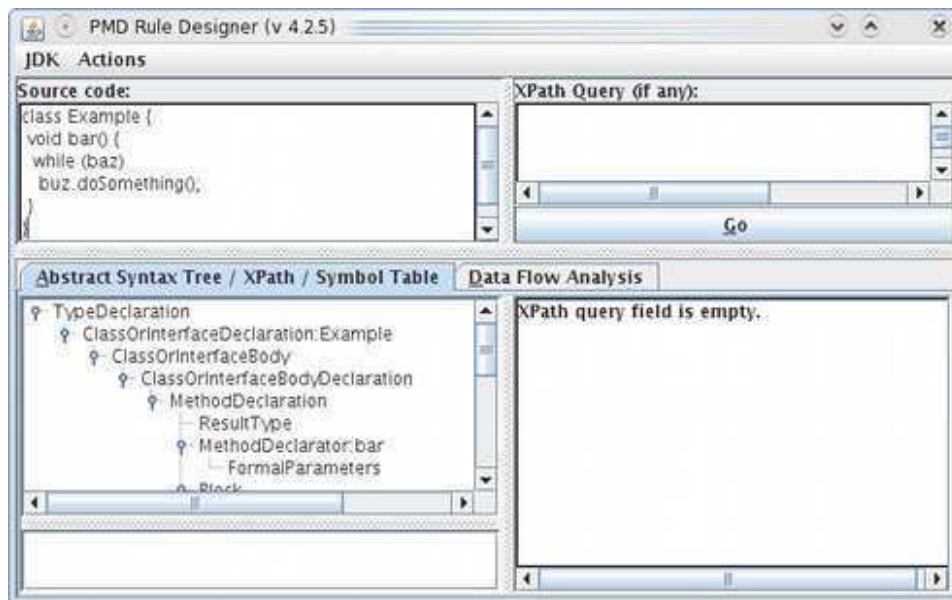 PMD Rule Designer (v 4.2.5)
JDK Actions
Source code:
class Example {
void bar() {
while (baz)
buz.doSomething();
}
}
XPath Query (if any):
Go
Abstract Syntax Tree / XPath / Symbol Table
Data Flow Analysis
TypeDeclaration
ClassOrInterfaceDeclaration:Example
ClassOrInterfaceBody
ClassOrInterfaceBodyDeclaration
MethodDeclaration
ResultType
MethodDeclarator:bar
FormalParameters
Block
XPath query field is empty.